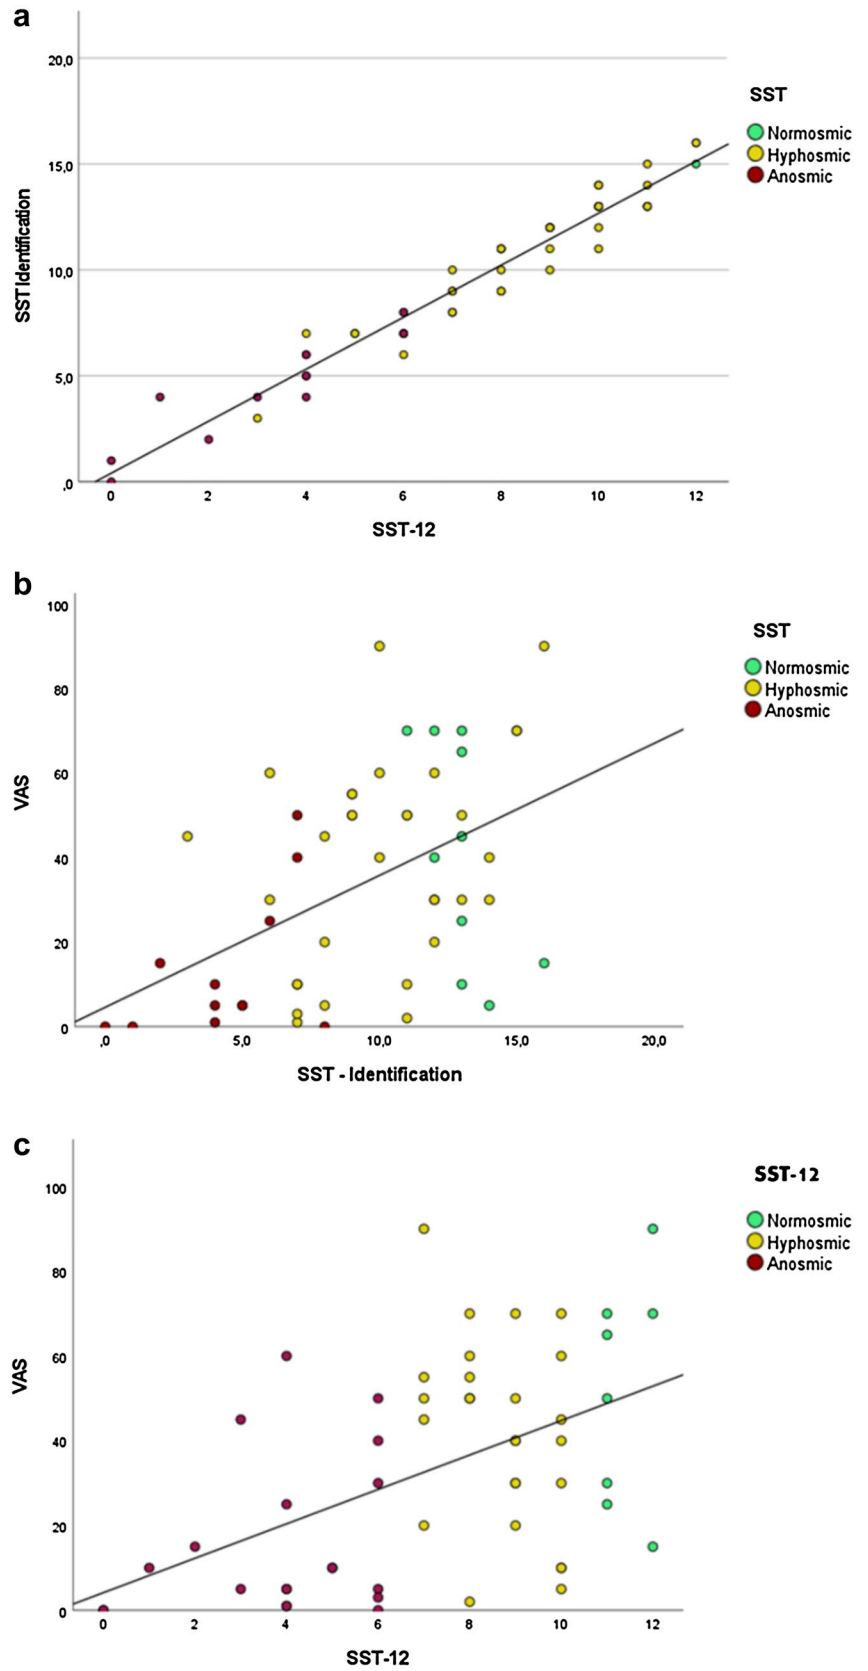 a
20,0
15,0
10,0
5,0
,0
SST Identification
0 2 4 6 8 10 12
SST-12
SST
Normosmic
Hyphosmic
Anosmic
b
100
80
60
40
20
0
VAS
,0 5,0 10,0 15,0 20,0
SST - Identification
SST
Normosmic
Hyphosmic
Anosmic
c
100
80
60
40
20
0
VAS
0 2 4 6 8 10 12
SST-12
SST-12
Normosmic
Hyphosmic
Anosmic